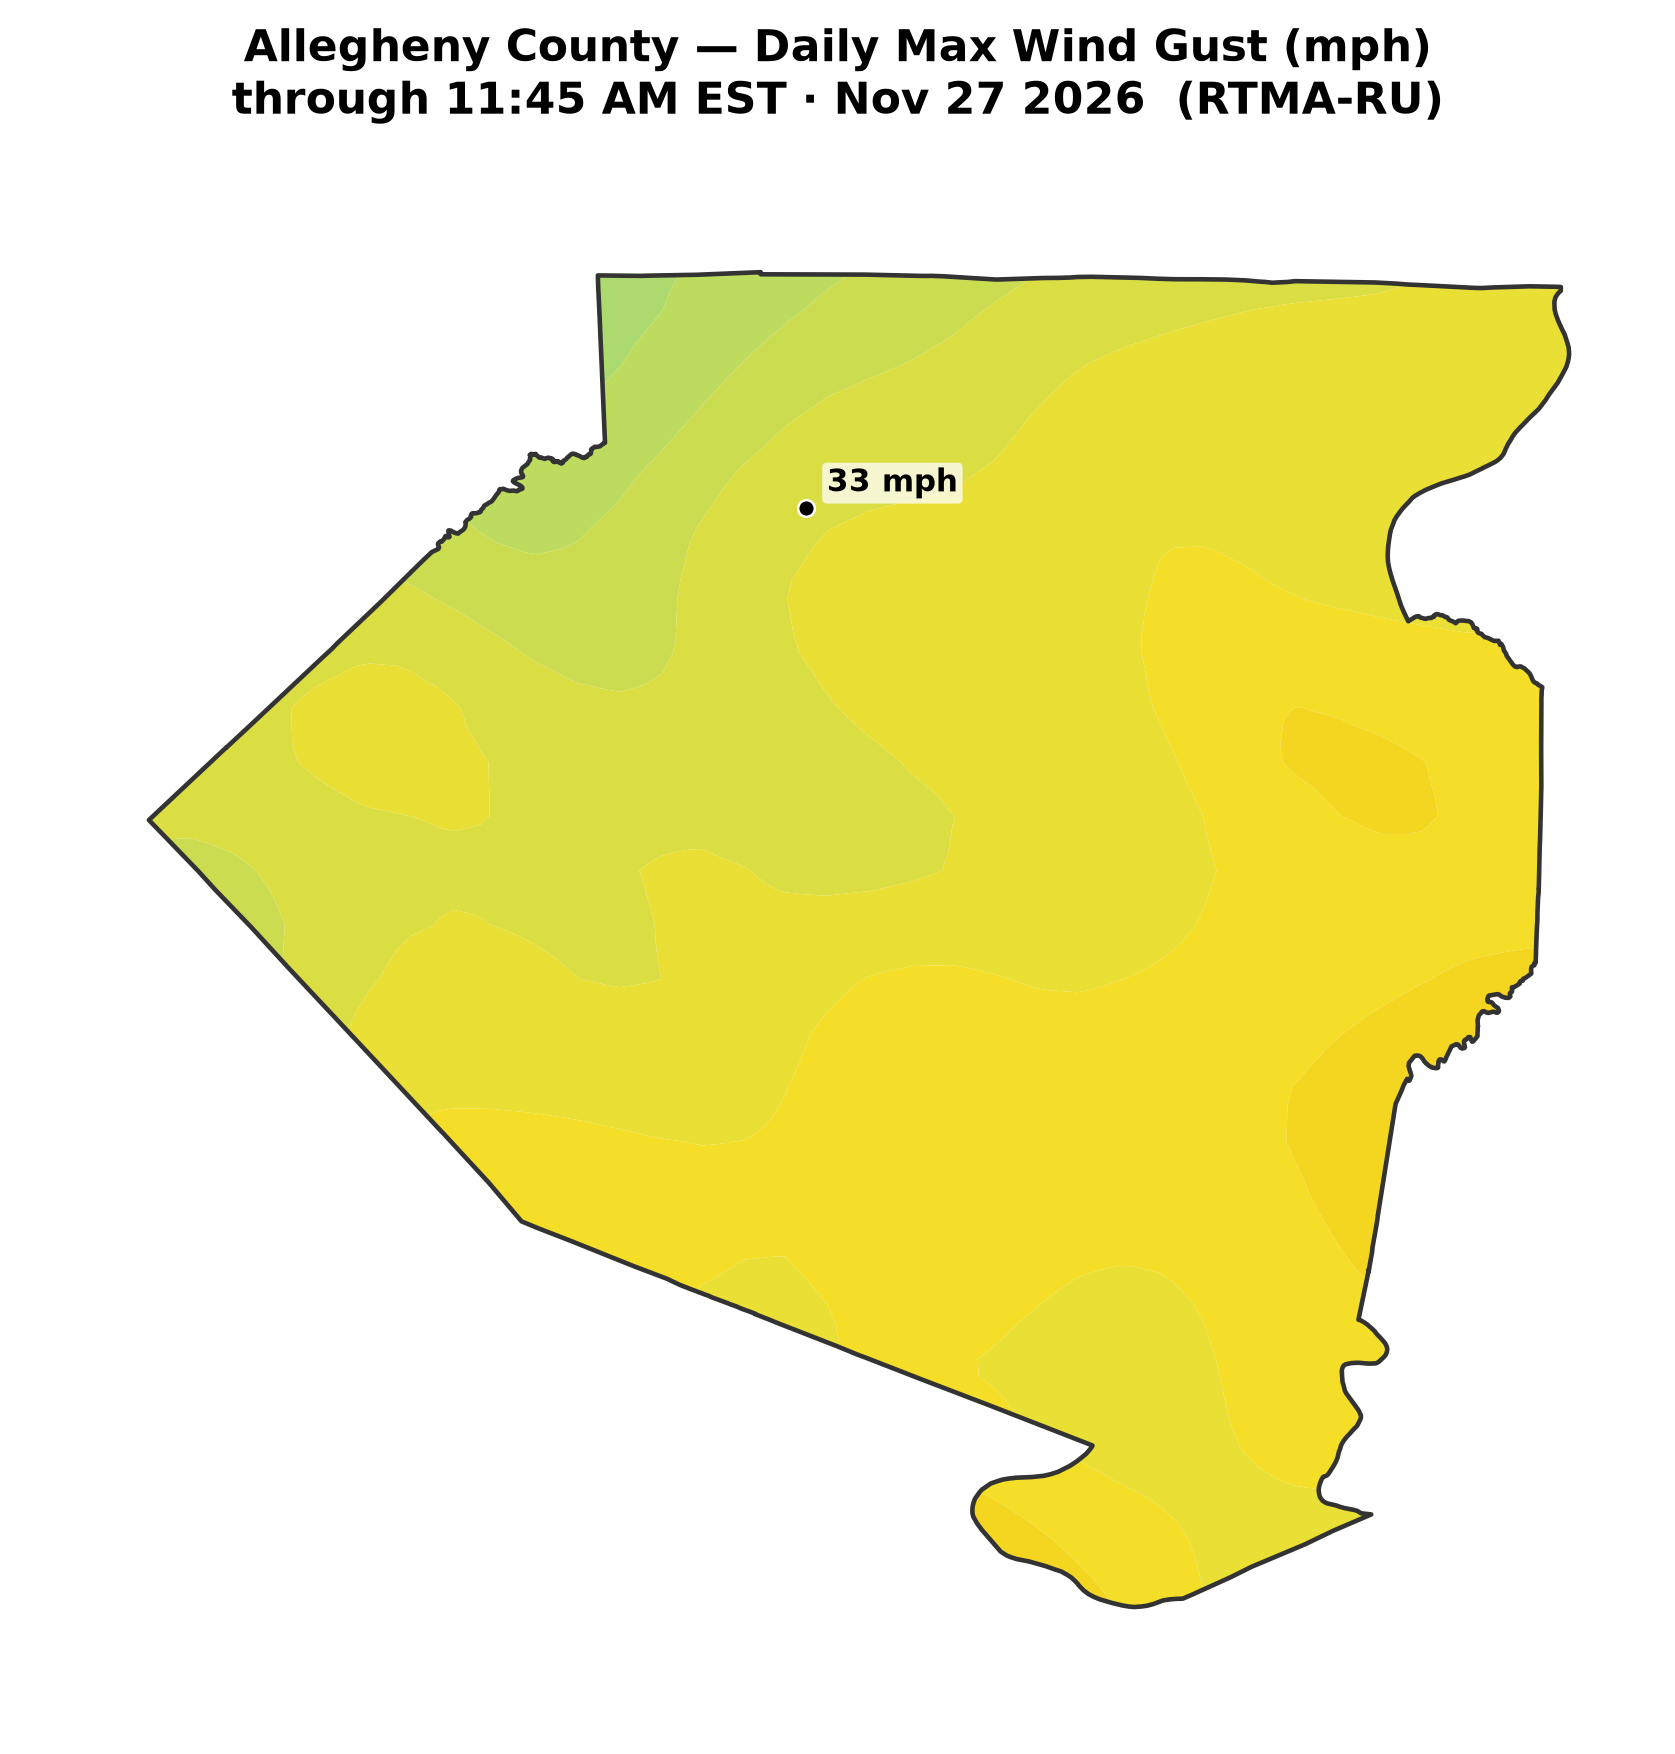 Allegheny County — Daily Max Wind Gust (mph)
through 11:45 AM EST · Nov 27 2026 (RTMA-RU)
33 mph